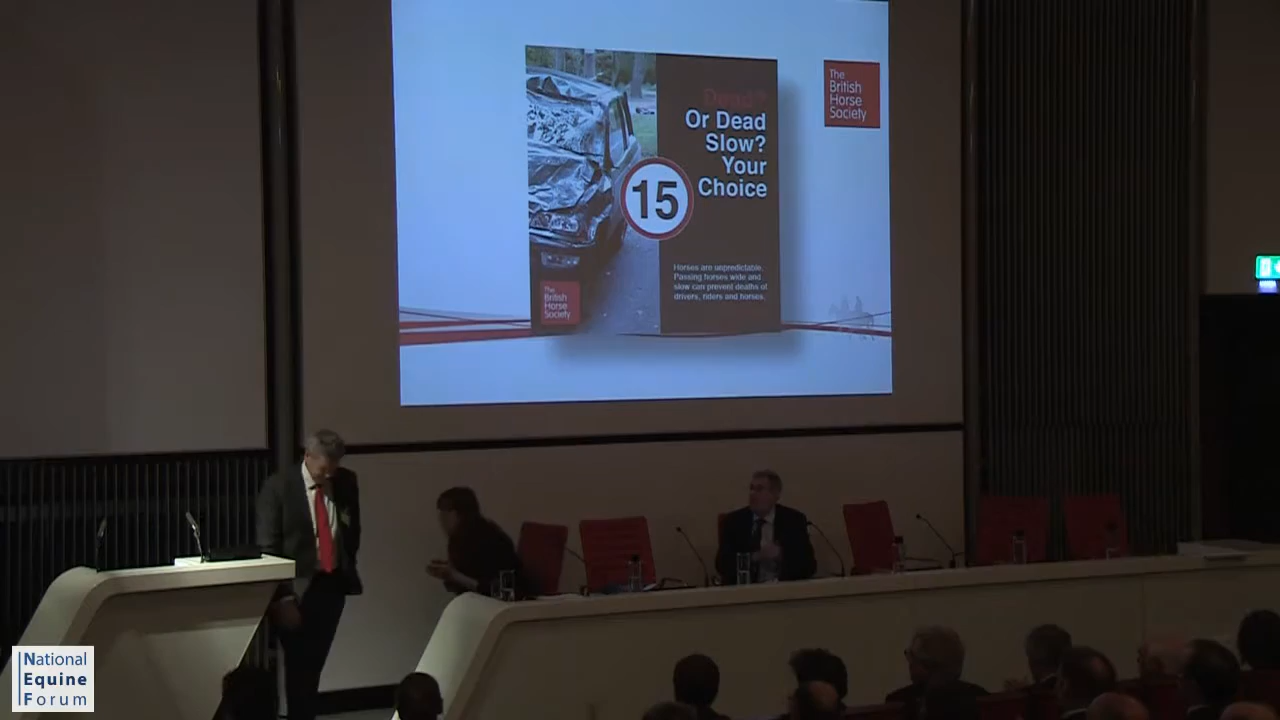 Dead?
Or Dead
Slow?
Your
Choice
15
Horses are unpredictable.
Passing horses wide and
slow can prevent deaths of
drivers, riders and horses.
The
British
Horse
Society
The
British
Horse
Society
National
Equine
Forum